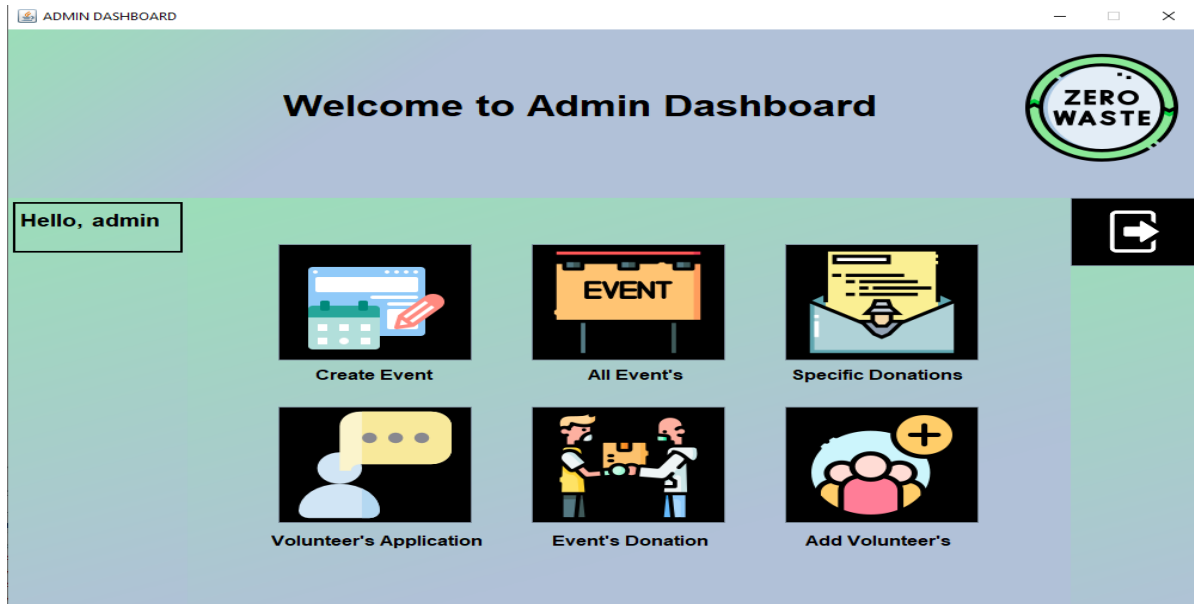 ADMIN DASHBOARD
Welcome to Admin Dashboard
ZERO
WASTE
Hello, admin
EVENT
Create Event
All Event's
Specific Donations
Volunteer's Application
Event's Donation
Add Volunteer's